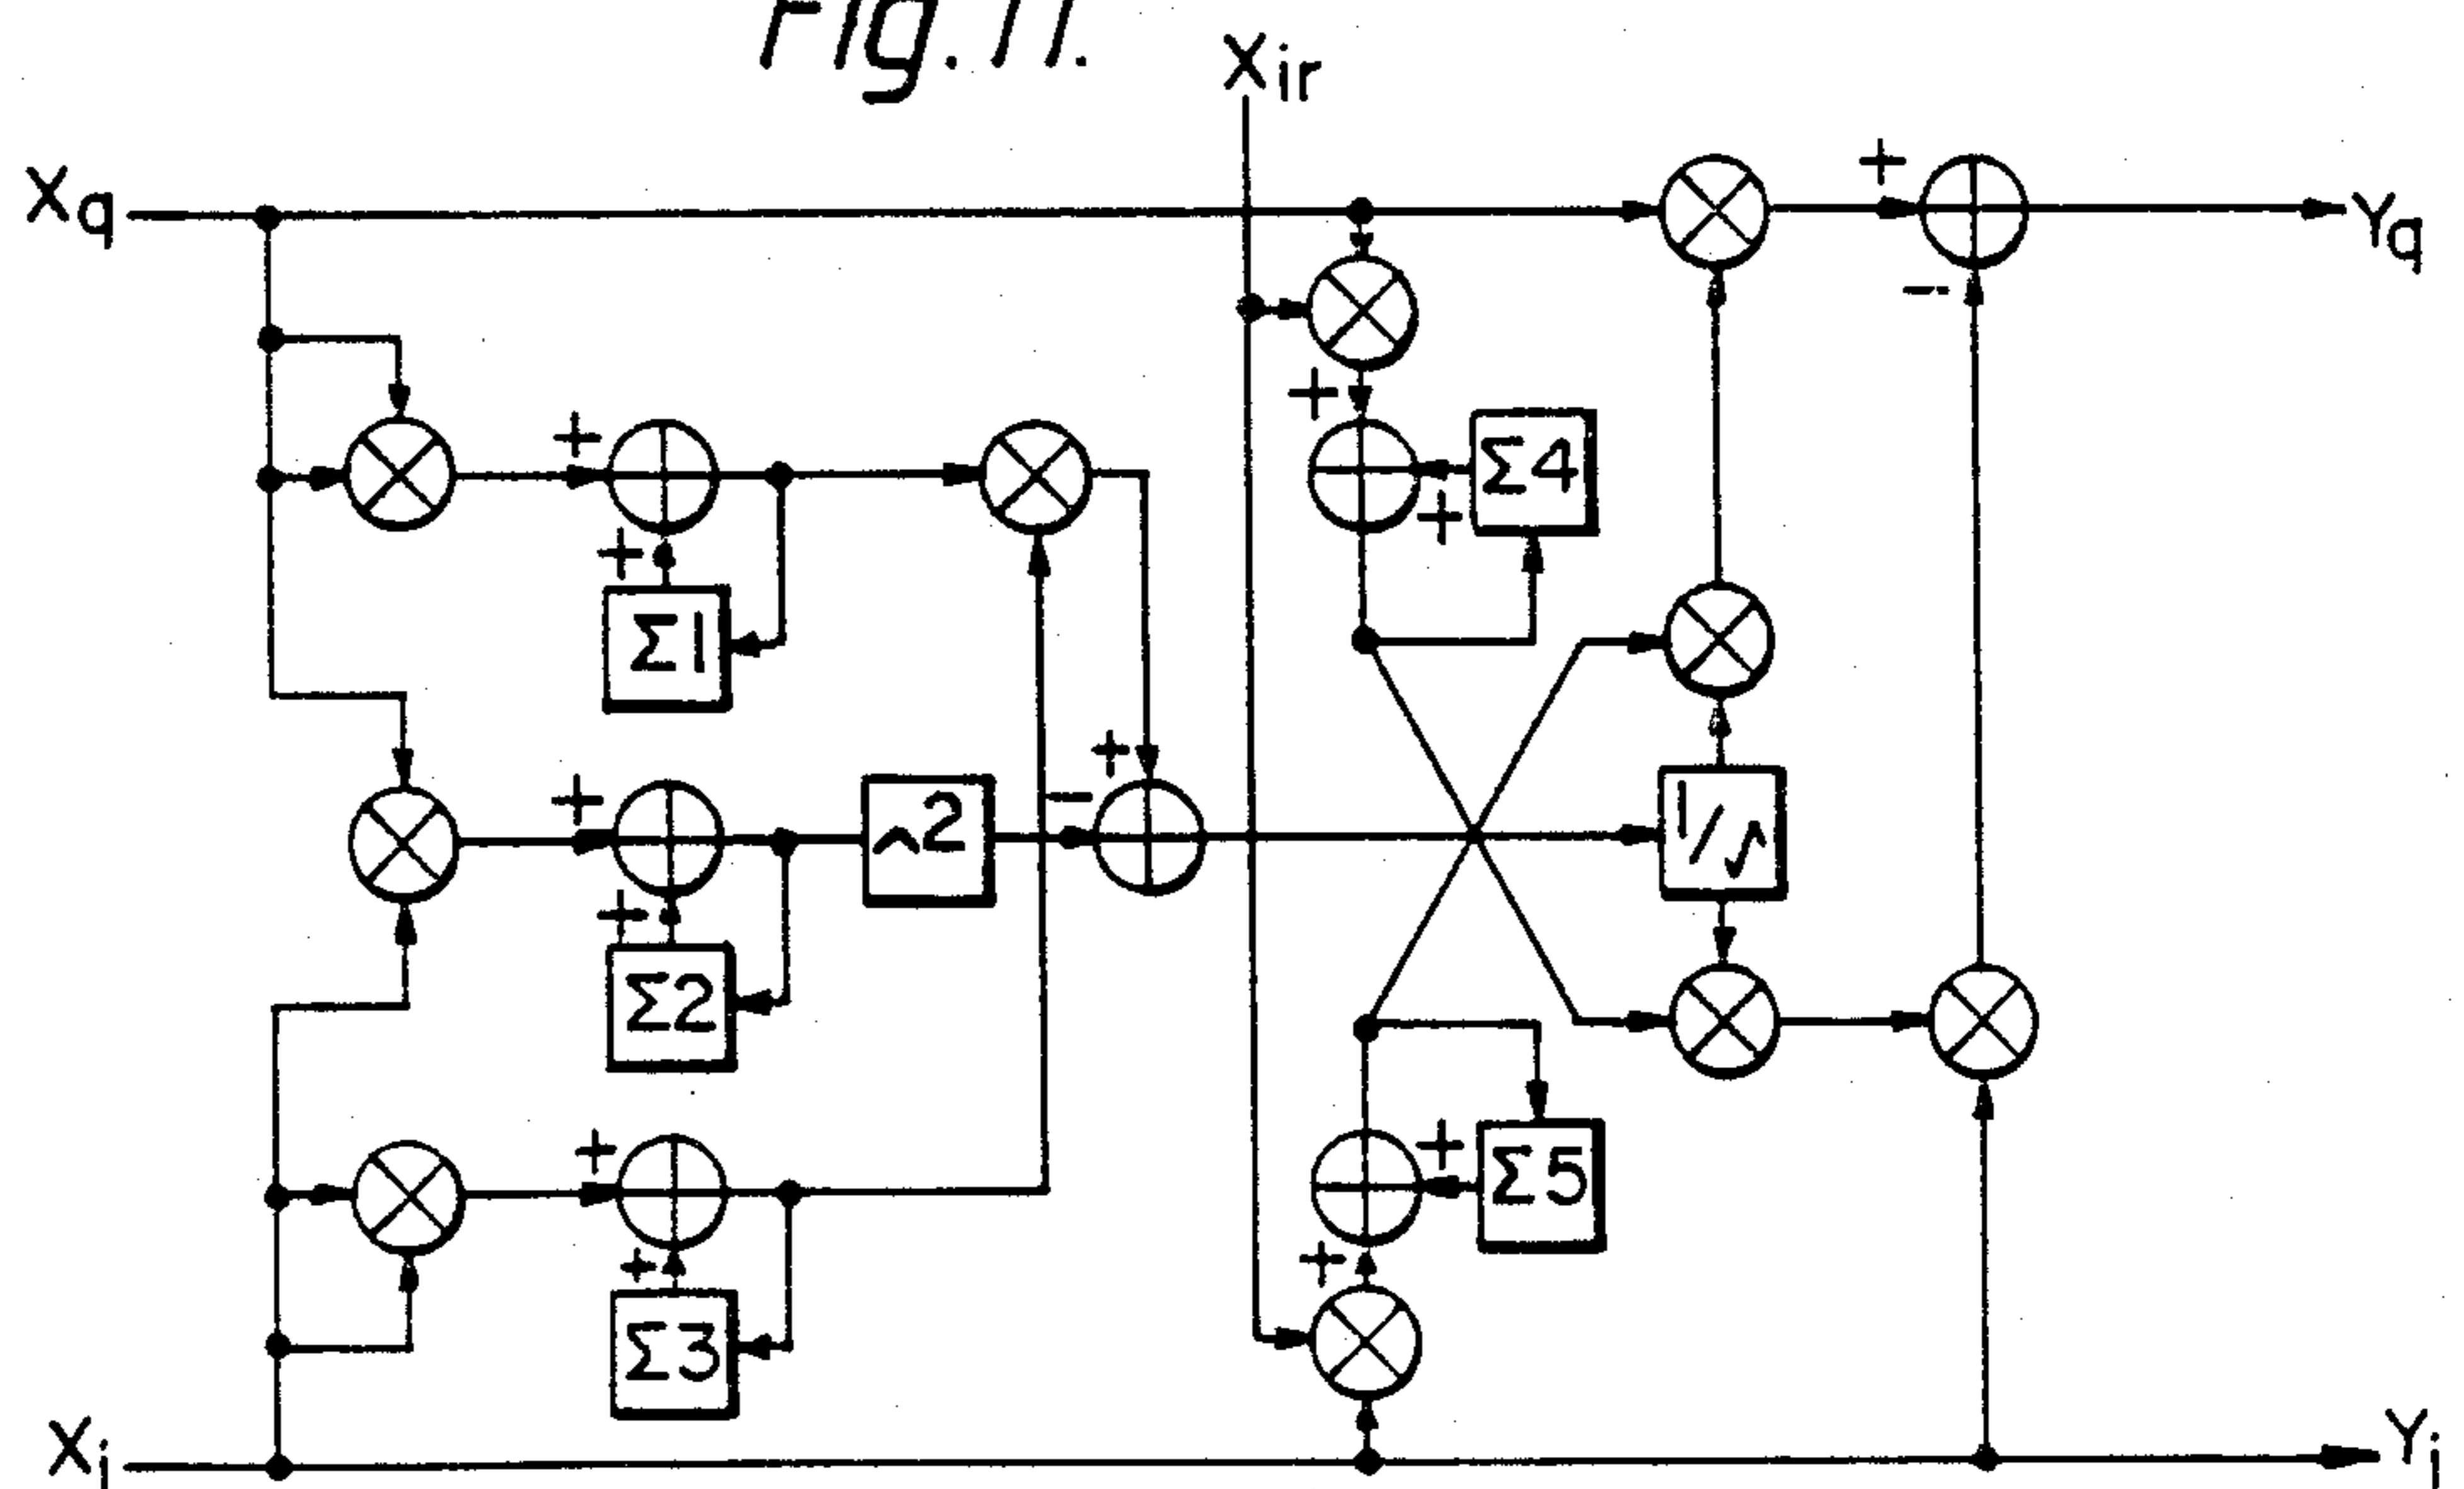 Fig. 11.
Xir
Xq
+
Yq
-
+
+
Σ4
+
+
Σ1
+
+
-
^2
1/√
+
Σ2
+
+
Σ5
+
+
Σ3
Xi
Yi